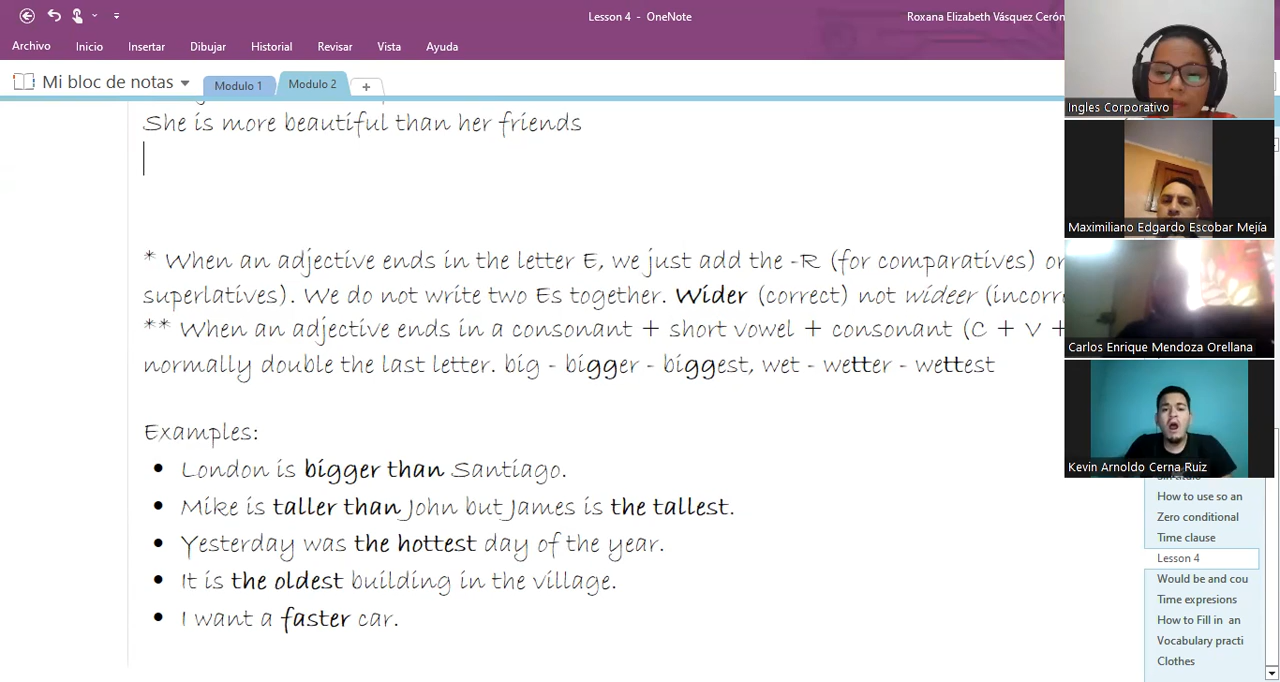 Lesson 4 - OneNote
Roxana Elizabeth Vásquez Cerón
Archivo Inicio Insertar Dibujar Historial Revisar Vista Ayuda
Mi bloc de notas Modulo 1 Modulo 2 +
She is more beautiful than her friends
* When an adjective ends in the letter E, we just add the -R (for comparatives) or
superlatives). We do not write two Es together. Wider (correct) not wideer (incorre
** When an adjective ends in a consonant + short vowel + consonant (C + V +
normally double the last letter. big - bigger - biggest, wet - wetter - wettest
Examples:
• London is bigger than Santiago.
• Mike is taller than John but James is the tallest.
• Yesterday was the hottest day of the year.
• It is the oldest building in the village.
• I want a faster car.
Ingles Corporativo
Maximiliano Edgardo Escobar Mejía
Carlos Enrique Mendoza Orellana
Kevin Arnoldo Cerna Ruiz
How to use so an
Zero conditional
Time clause
Lesson 4
Would be and cou
Time expresions
How to Fill in an
Vocabulary practi
Clothes